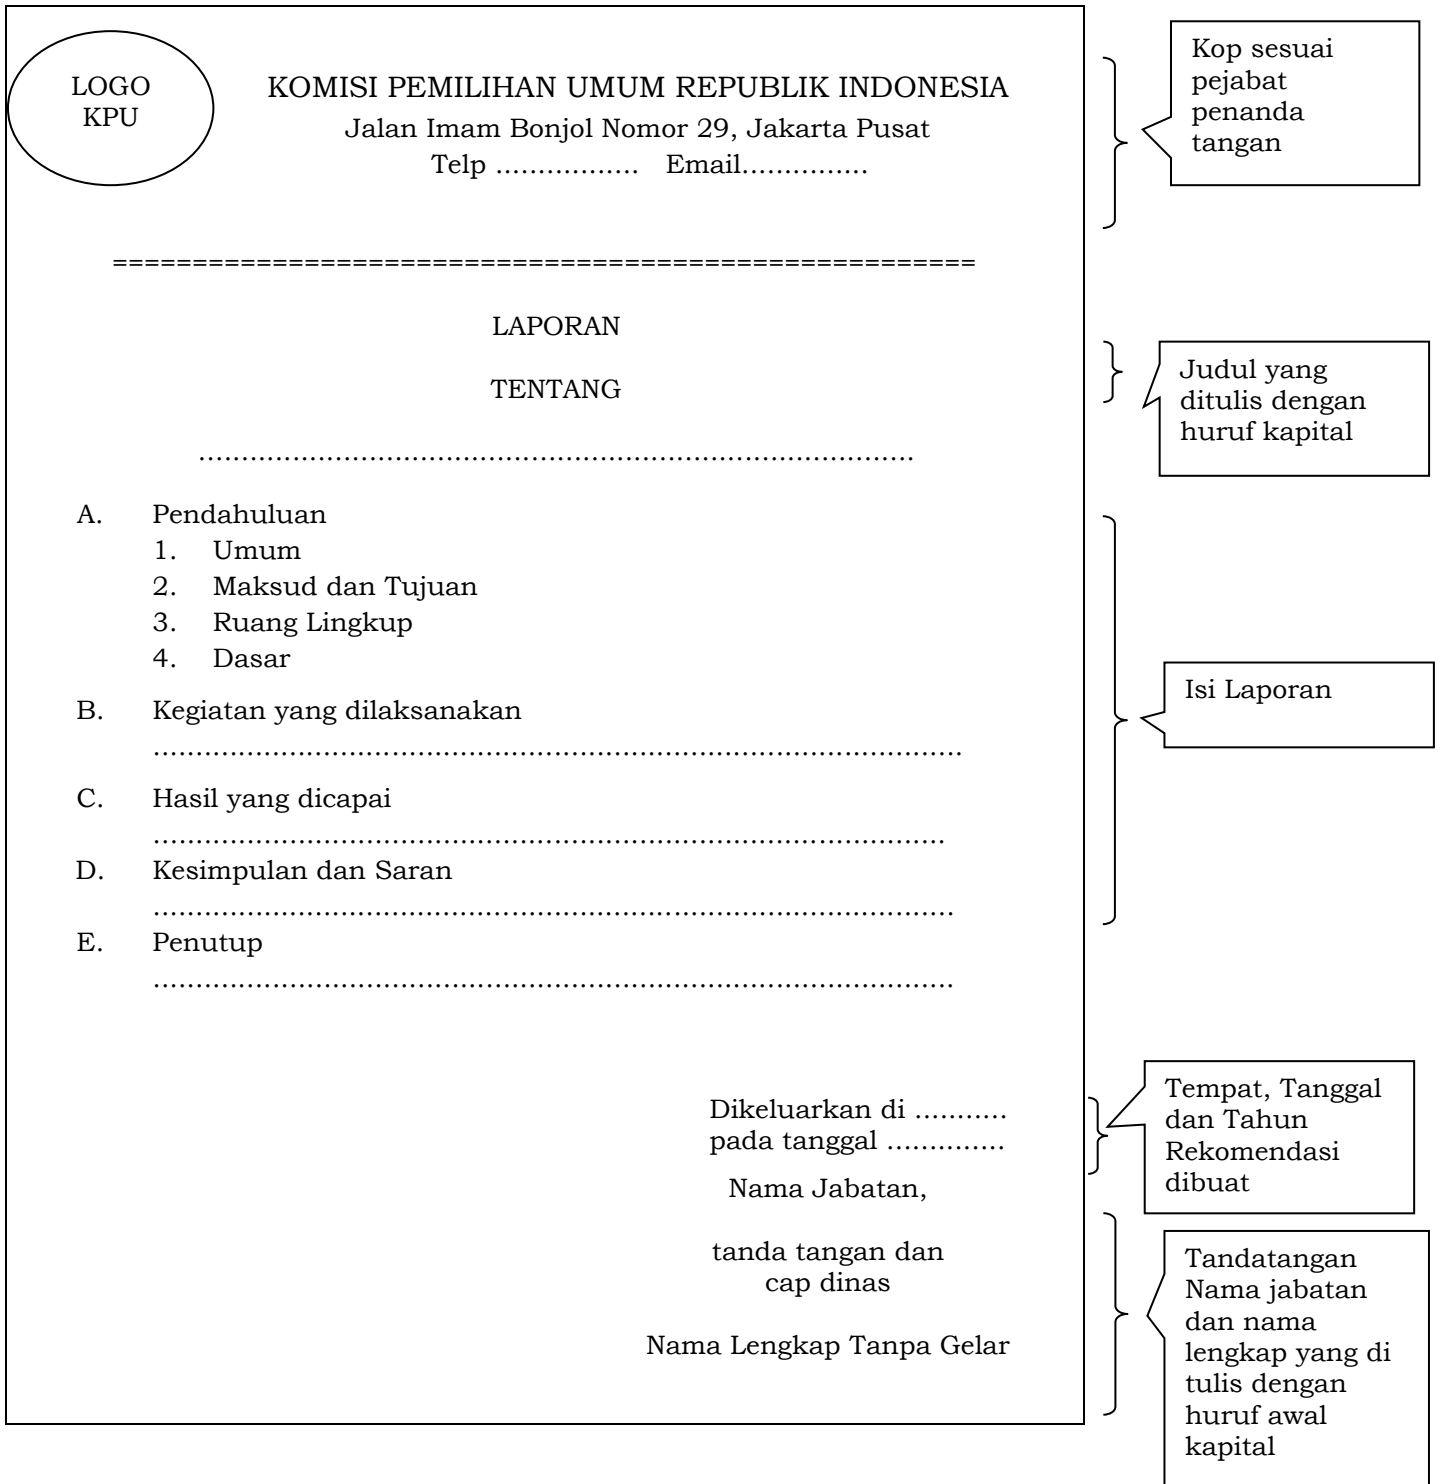 LOGO
KPU
KOMISI PEMILIHAN UMUM REPUBLIK INDONESIA
Jalan Imam Bonjol Nomor 29, Jakarta Pusat
Telp ................. Email...............
Kop sesuai
pejabat
penanda
tangan
======================================================
LAPORAN
TENTANG
....................................................................................
Judul yang
ditulis dengan
huruf kapital
A. Pendahuluan
1. Umum
2. Maksud dan Tujuan
3. Ruang Lingkup
4. Dasar
B. Kegiatan yang dilaksanakan
...............................................................................................
C. Hasil yang dicapai
.............................................................................................
D. Kesimpulan dan Saran
..............................................................................................
E. Penutup
..............................................................................................
Isi Laporan
Dikeluarkan di ...........
pada tanggal ..............
Tempat, Tanggal
dan Tahun
Rekomendasi
dibuat
Nama Jabatan,
tanda tangan dan
cap dinas
Nama Lengkap Tanpa Gelar
Tandatangan
Nama jabatan
dan nama
lengkap yang di
tulis dengan
huruf awal
kapital